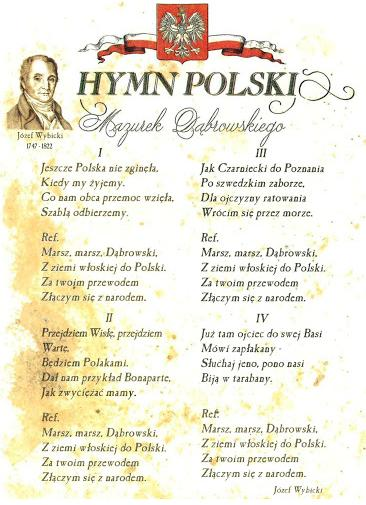 HYMN POLSKI
Mazurek Dąbrowskiego
Józef Wybicki
1747 - 1822
I
Jeszcze Polska nie zginęła,
Kiedy my żyjemy.
Co nam obca przemoc wzięła,
Szablą odbierzemy.
Ref.
Marsz, marsz, Dąbrowski,
Z ziemi włoskiej do Polski.
Za twoim przewodem
Złączym się z narodem.
II
Przejdziem Wisłę, przejdziem
Wartę,
Będziem Polakami.
Dał nam przykład Bonaparte,
Jak zwyciężać mamy.
Ref.
Marsz, marsz, Dąbrowski,
Z ziemi włoskiej do Polski.
Za twoim przewodem
Złączym się z narodem.
III
Jak Czarniecki do Poznania
Po szwedzkim zaborze,
Dla ojczyzny ratowania
Wrócim się przez morze.
Ref.
Marsz, marsz, Dąbrowski,
Z ziemi włoskiej do Polski.
Za twoim przewodem
Złączym się z narodem.
IV
Już tam ojciec do swej Basi
Mówi zapłakany -
Słuchaj jeno, pono nasi
Biją w tarabany.
Ref.
Marsz, marsz, Dąbrowski,
Z ziemi włoskiej do Polski.
Za twoim przewodem
Złączym się z narodem.
Józef Wybicki